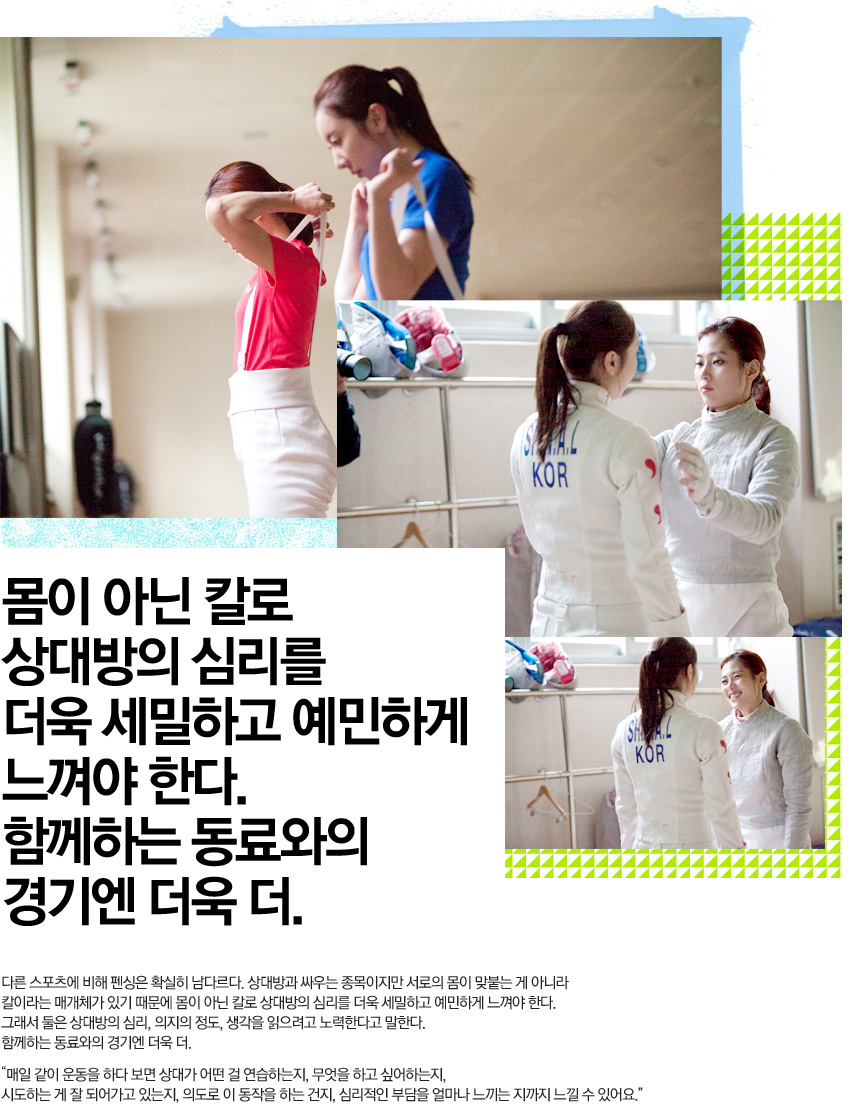 SH.N.A.L
KOR
KOR
몸이 아닌 칼로
상대방의 심리를
더욱 세밀하고 예민하게
느껴야 한다.
함께하는 동료와의
경기엔 더욱 더.
다른 스포츠에 비해 펜싱은 확실히 남다르다. 상대방과 싸우는 종목이지만 서로의 몸이 맞붙는 게 아니라
칼이라는 매개체가 있기 때문에 몸이 아닌 칼로 상대방의 심리를 더욱 세밀하고 예민하게 느껴야 한다.
그래서 둘은 상대방의 심리, 의지의 정도, 생각을 읽으려고 노력한다고 말한다.
함께하는 동료와의 경기엔 더욱 더.
“매일 같이 운동을 하다 보면 상대가 어떤 걸 연습하는지, 무엇을 하고 싶어하는지,
시도하는 게 잘 되어가고 있는지, 의도로 이 동작을 하는 건지, 심리적인 부담을 얼마나 느끼는 지까지 느낄 수 있어요.”